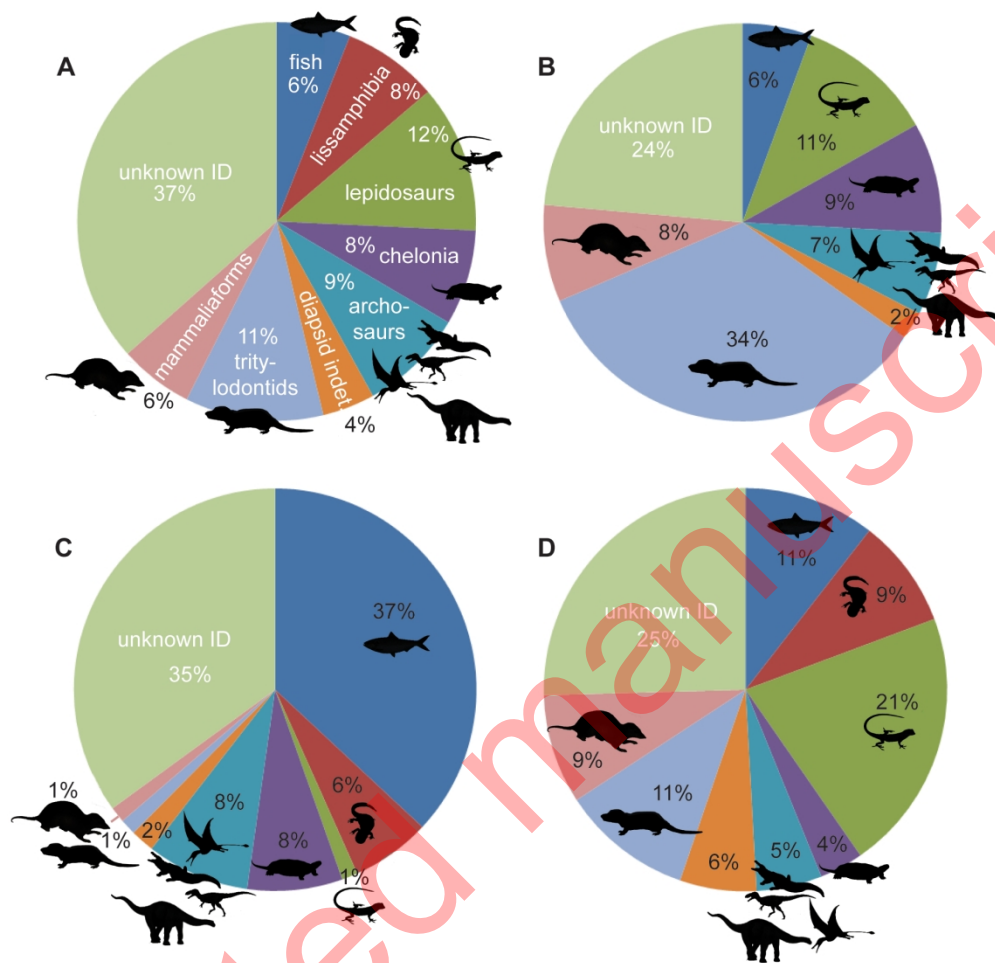 A
fish
6%
lissamphibia
8%
12%
lepidosaurs
8%
chelonia
9%
archo-
saurs
diapsid indet.
4%
11%
trity-
lodontids
mammaliaforms
6%
unknown ID
37%
B
6%
11%
9%
7%
2%
34%
8%
unknown ID
24%
C
37%
6%
1%
8%
8%
2%
1%
1%
unknown ID
35%
D
11%
9%
21%
4%
5%
6%
11%
9%
unknown ID
25%
ed manuscri